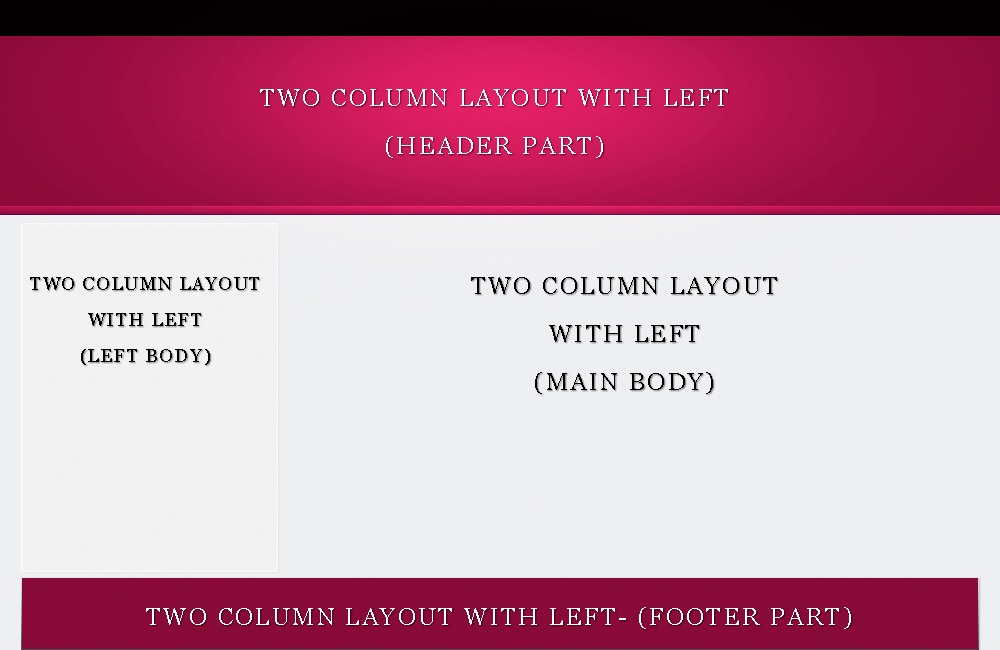 TWO COLUMN LAYOUT WITH LEFT
(HEADER PART)
TWO COLUMN LAYOUT
WITH LEFT
(LEFT BODY)
TWO COLUMN LAYOUT
WITH LEFT
(MAIN BODY)
TWO COLUMN LAYOUT WITH LEFT- (FOOTER PART)